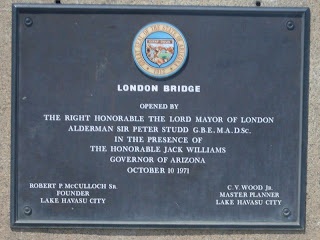 LONDON BRIDGE
OPENED BY
THE RIGHT HONORABLE THE LORD MAYOR OF LONDON
ALDERMAN SIR PETER STUDD G.B.E. M.A. D.Sc.
IN THE PRESENCE OF
THE HONORABLE JACK WILLIAMS
GOVERNOR OF ARIZONA
OCTOBER 10 1971
ROBERT P. McCULLOCH SR.
FOUNDER
LAKE HAVASU CITY
C. V. WOOD JR.
MASTER PLANNER
LAKE HAVASU CITY